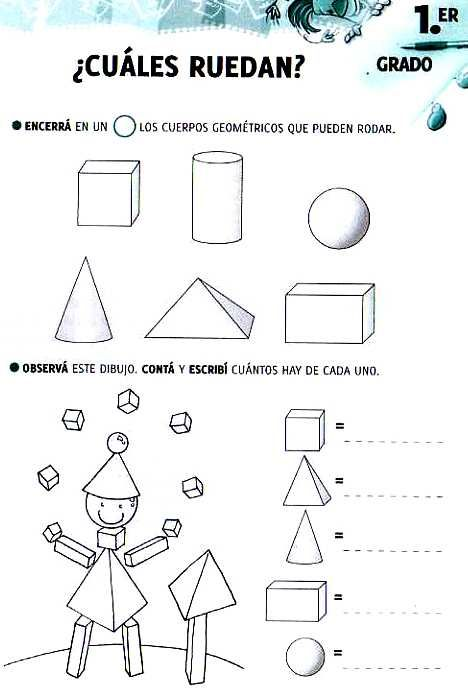 1.ER
GRADO
¿CUÁLES RUEDAN?
ENCERRÁ EN UN LOS CUERPOS GEOMÉTRICOS QUE PUEDEN RODAR.
OBSERVÁ ESTE DIBUJO. CONTÁ Y ESCRIBÍ CUÁNTOS HAY DE CADA UNO.
= _ _ _ _ _ _ _ _ _
= _ _ _ _ _ _ _ _ _
= _ _ _ _ _ _ _ _ _
= _ _ _ _ _ _ _ _ _
= _ _ _ _ _ _ _ _ _